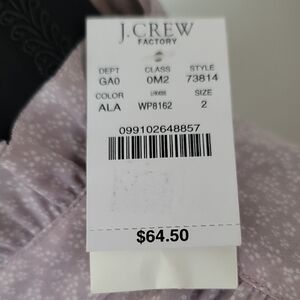 J.CREW
FACTORY
DEPT CLASS STYLE
GA0 0M2 73814
COLOR SIZE
ALA WP8162 2
099102648857
$64.50